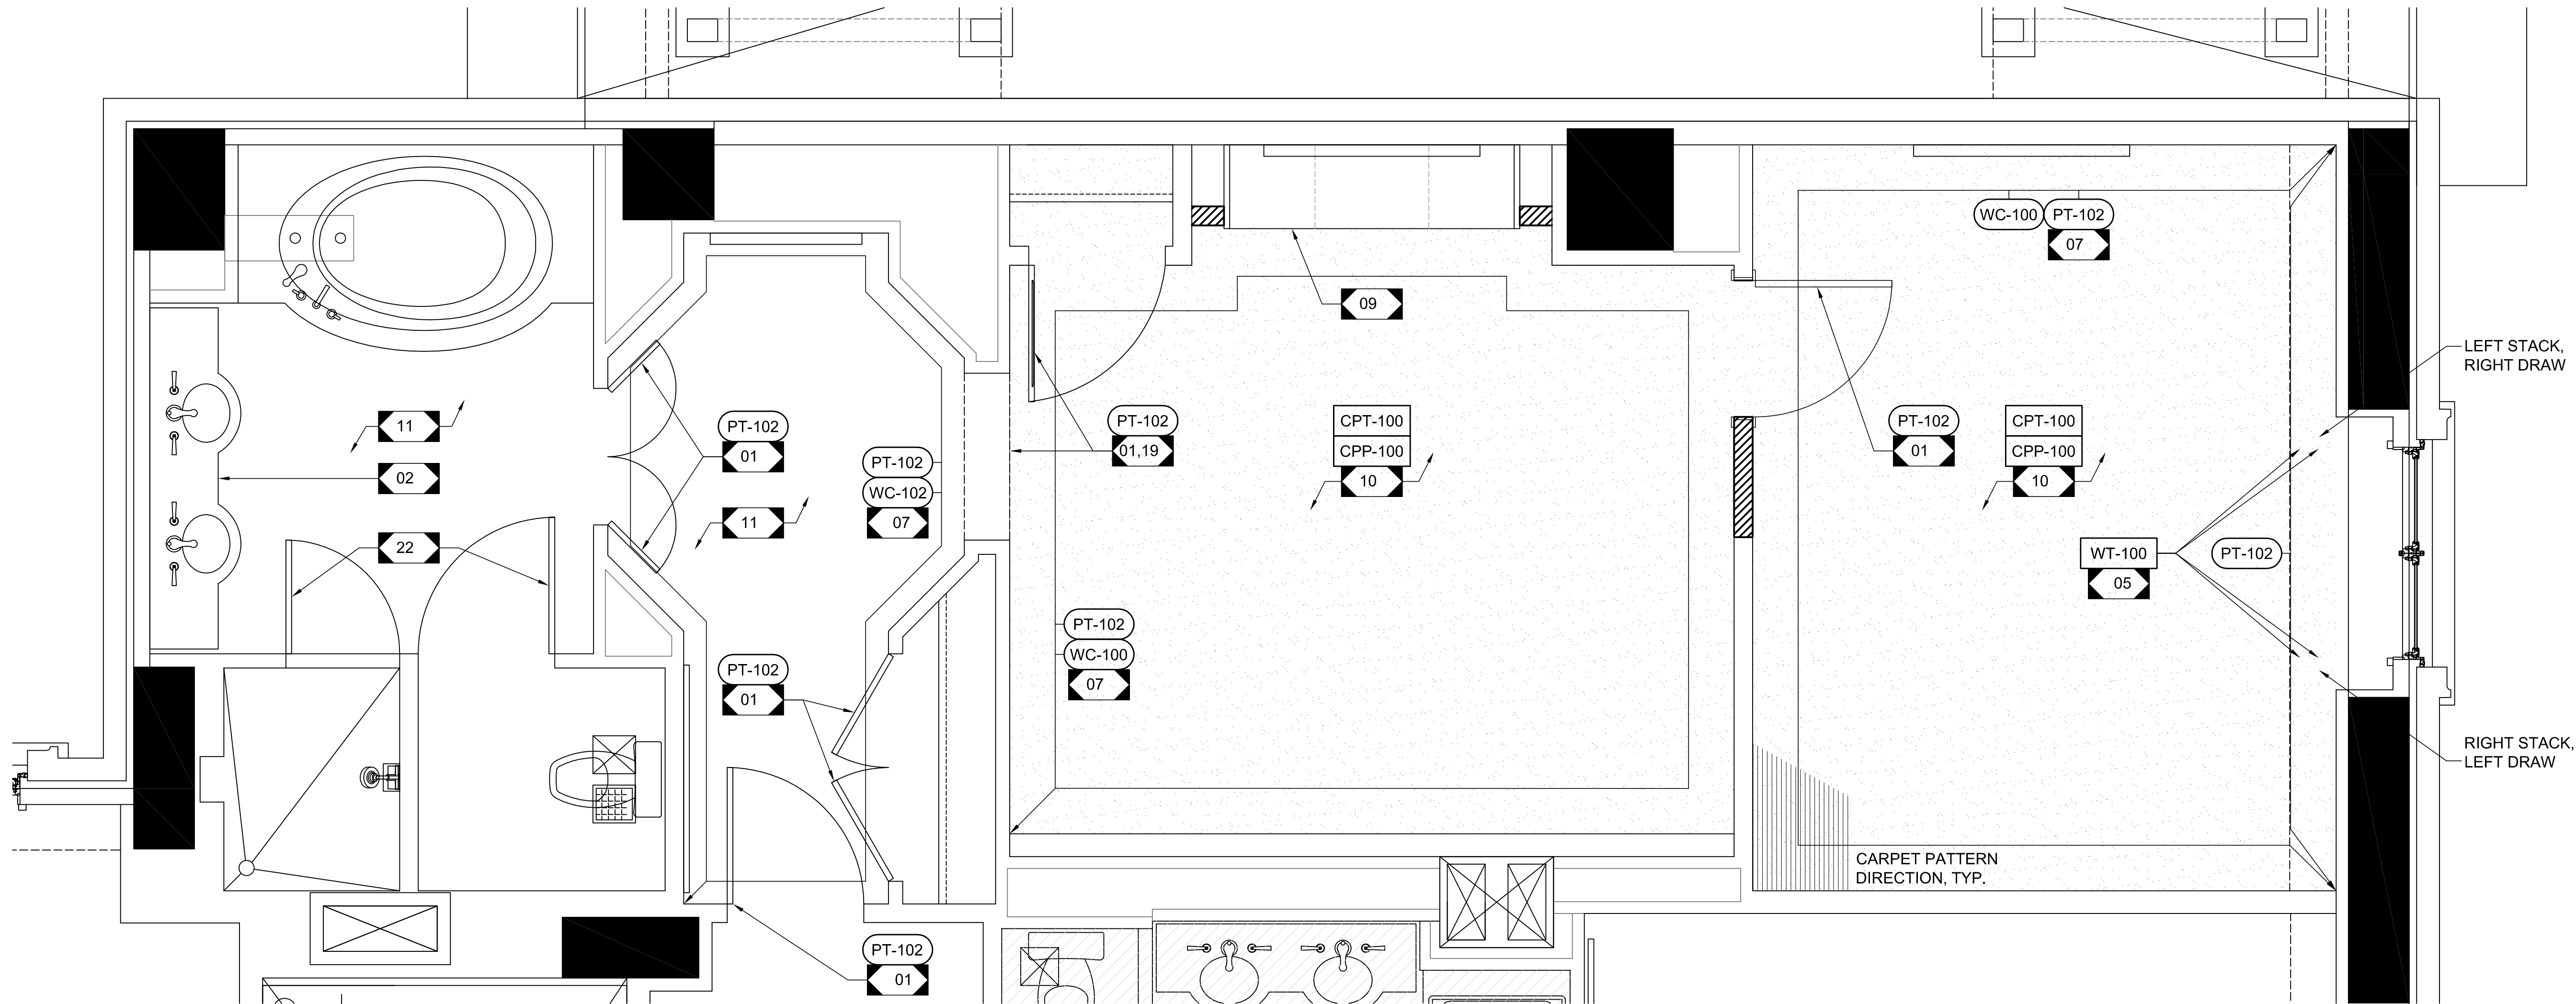 WC-100
PT-102
07
09
LEFT STACK,
RIGHT DRAW
11
02
22
PT-102
01
PT-102
WC-102
07
11
PT-102
01,19
CPT-100
CPP-100
10
PT-102
01
CPT-100
CPP-100
10
WT-100
05
PT-102
PT-102
WC-100
07
PT-102
01
RIGHT STACK,
LEFT DRAW
CARPET PATTERN
DIRECTION, TYP.
PT-102
01